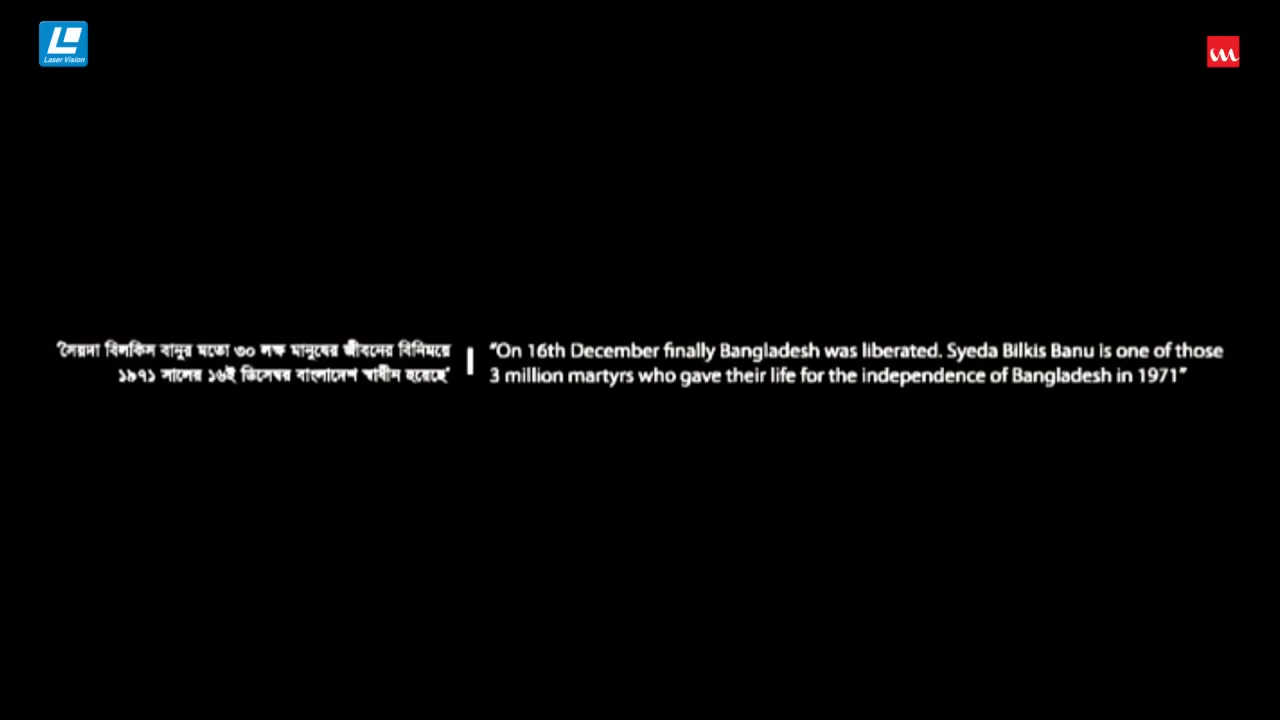 Laser Vision
"সৈয়দা বিলকিস বানুর মতো ৩০ লক্ষ মানুষের জীবনের বিনিময়ে
১৯৭১ সালের ১৬ই ডিসেম্বর বাংলাদেশ স্বাধীন হয়েছে"
"On 16th December finally Bangladesh was liberated. Syeda Bilkis Banu is one of those
3 million martyrs who gave their life for the independence of Bangladesh in 1971"